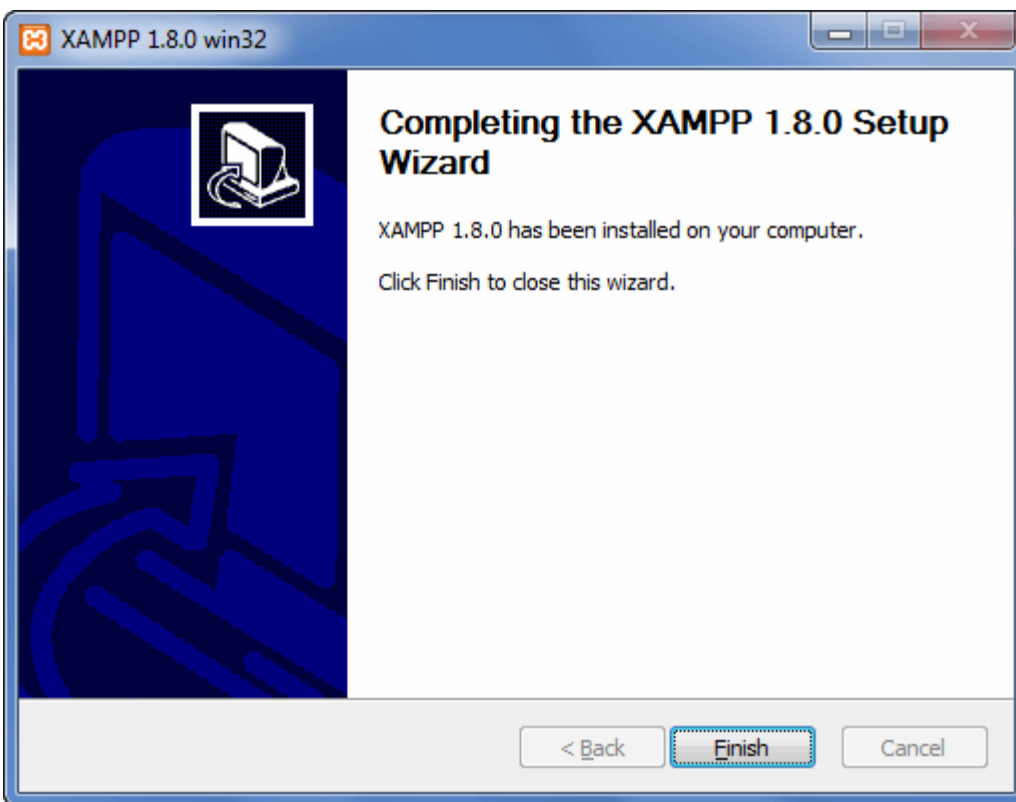 XAMPP 1.8.0 win32
Completing the XAMPP 1.8.0 Setup
Wizard
XAMPP 1.8.0 has been installed on your computer.
Click Finish to close this wizard.
< Back
Finish
Cancel